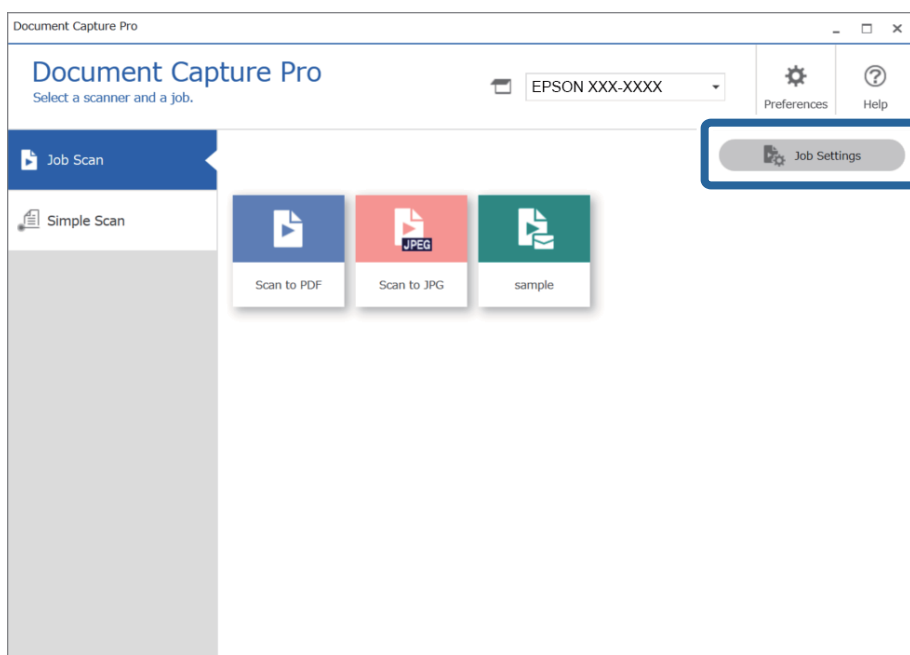 Document Capture Pro
Document Capture Pro
Select a scanner and a job.
EPSON XXX-XXXX
Preferences
Help
Job Scan
Job Settings
Simple Scan
JPEG
Scan to PDF
Scan to JPG
sample